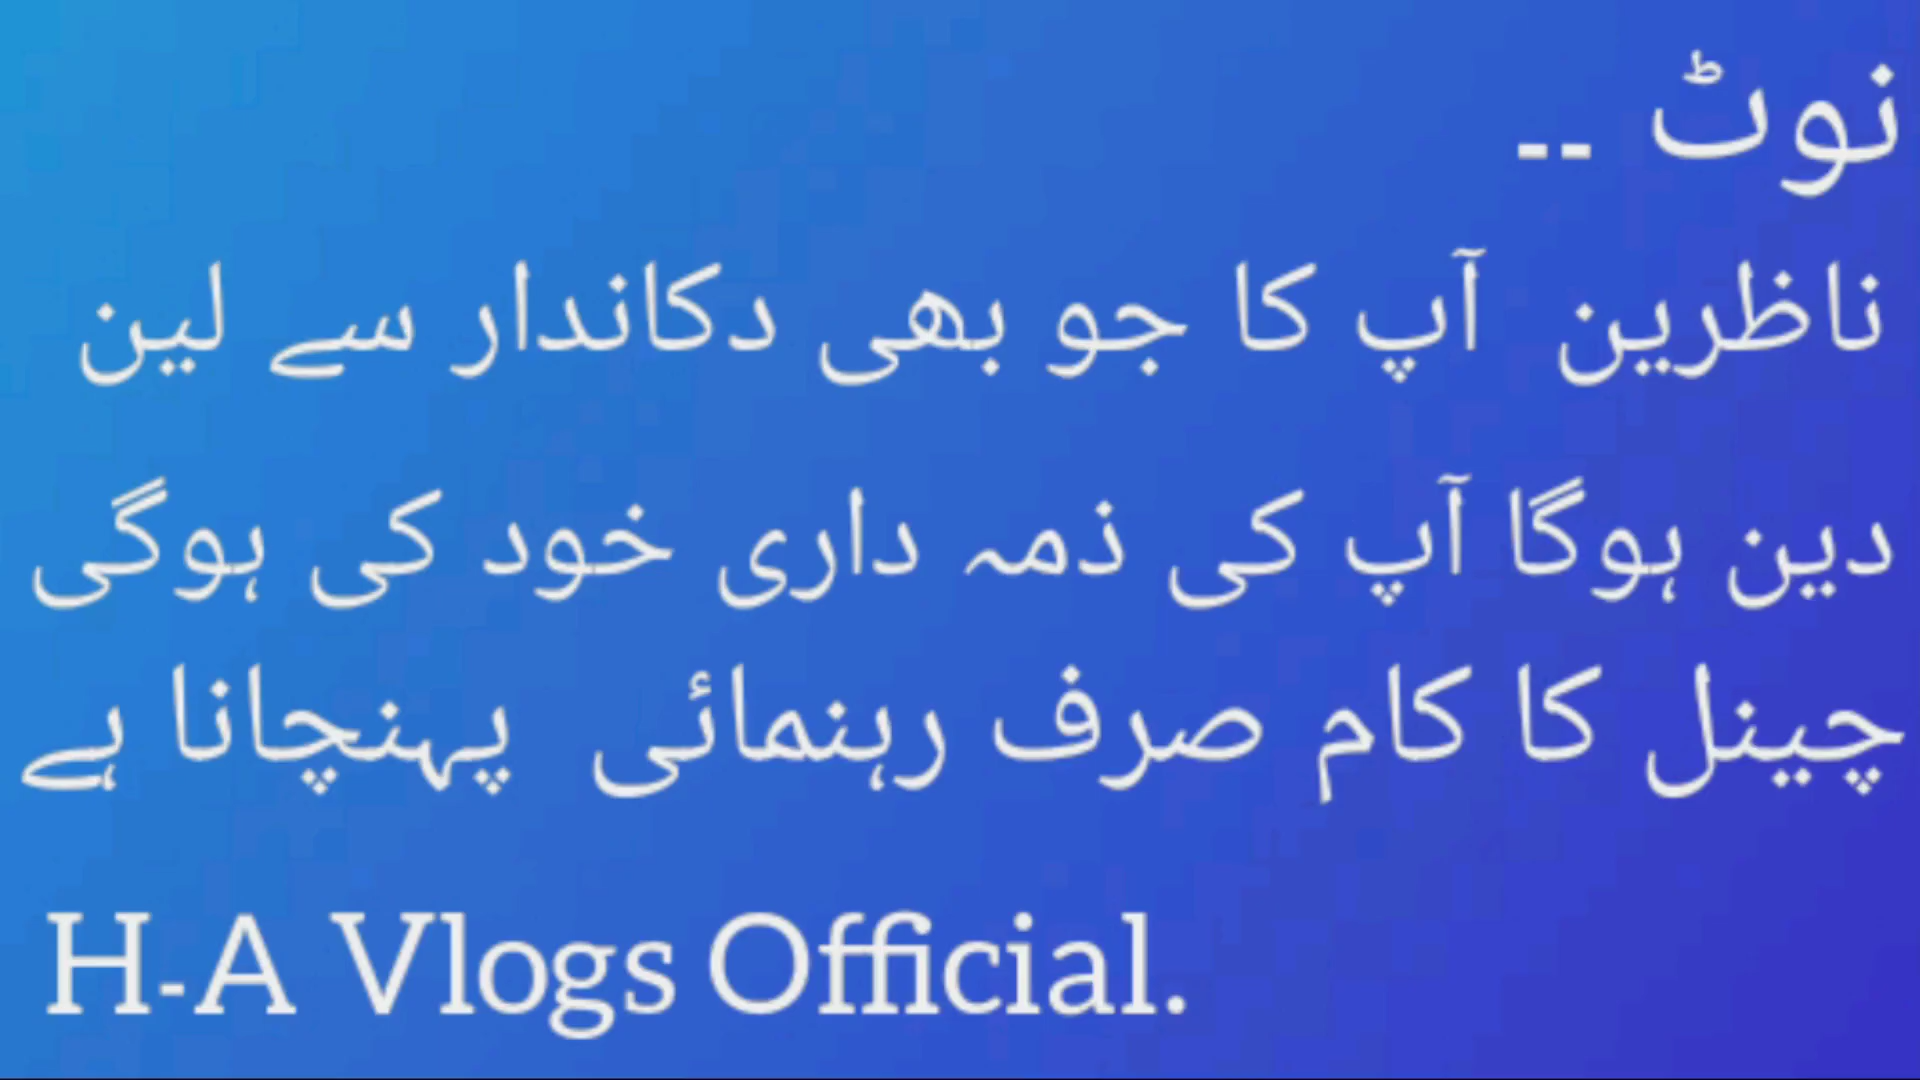 نوٹ --
ناظرین آپ کا جو بھی دکاندار سے لین
دین ہوگا آپ کی ذمہ داری خود کی ہوگی
چینل کا کام صرف رہنمائی پہنچانا ہے
H-A Vlogs Official.